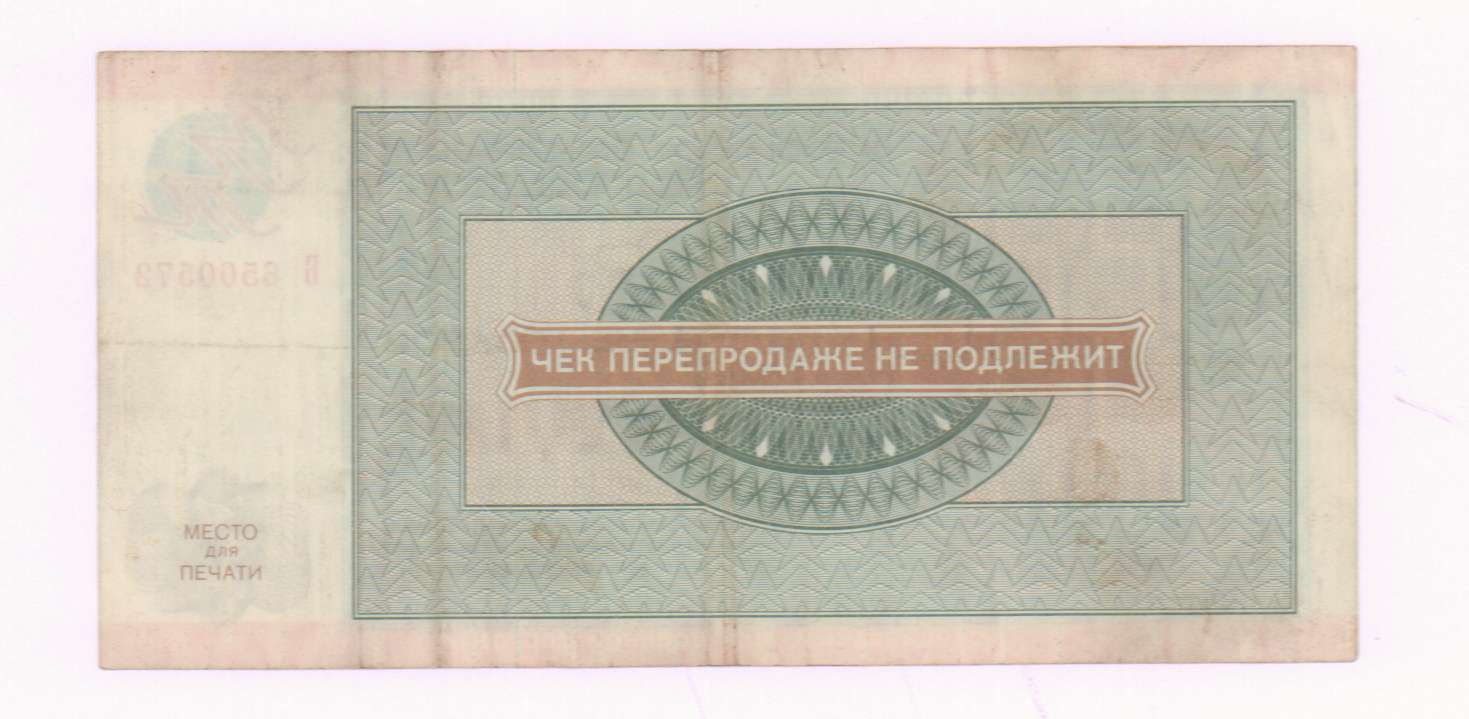 ЧЕК ПЕРЕПРОДАЖЕ НЕ ПОДЛЕЖИТ
МЕСТО
ДЛЯ
ПЕЧАТИ